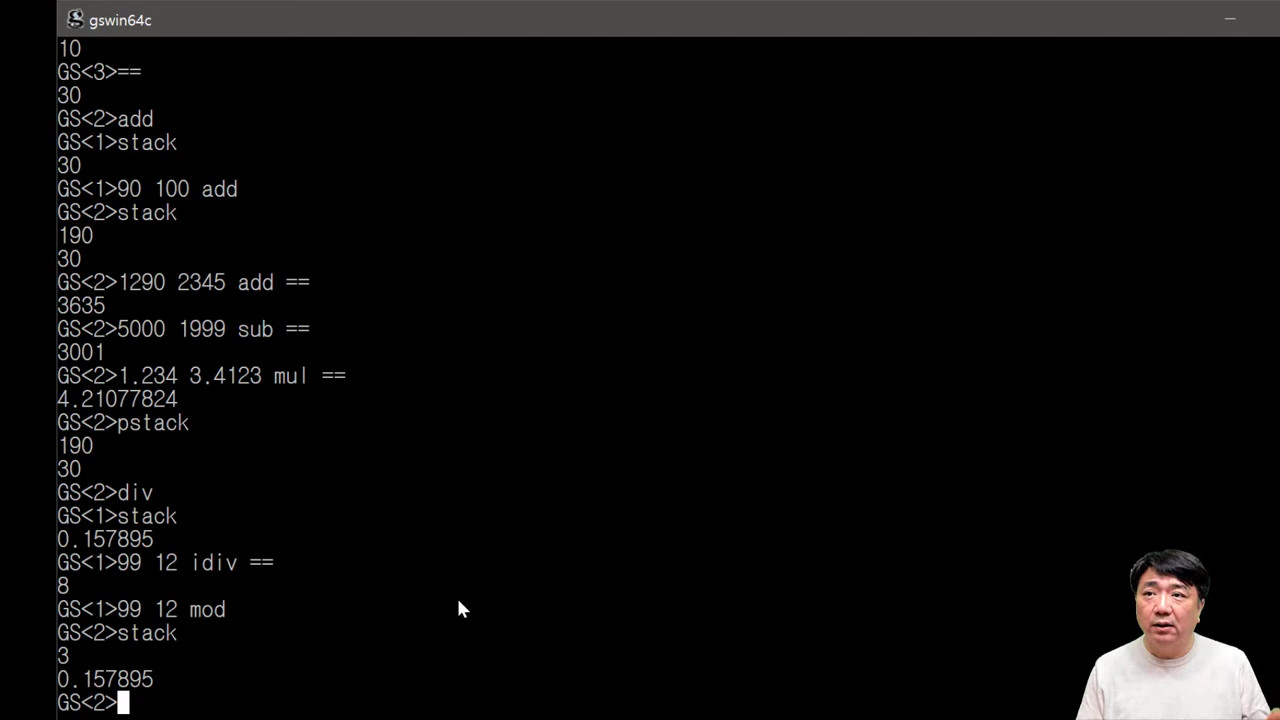 gswin64c
10
GS<3>==
30
GS<2>add
GS<1>stack
30
GS<1>90 100 add
GS<2>stack
190
30
GS<2>1290 2345 add ==
3635
GS<2>5000 1999 sub ==
3001
GS<2>1.234 3.4123 mul ==
4.21077824
GS<2>pstack
190
30
GS<2>div
GS<1>stack
0.157895
GS<1>99 12 idiv ==
8
GS<1>99 12 mod
GS<2>stack
3
0.157895
GS<2>